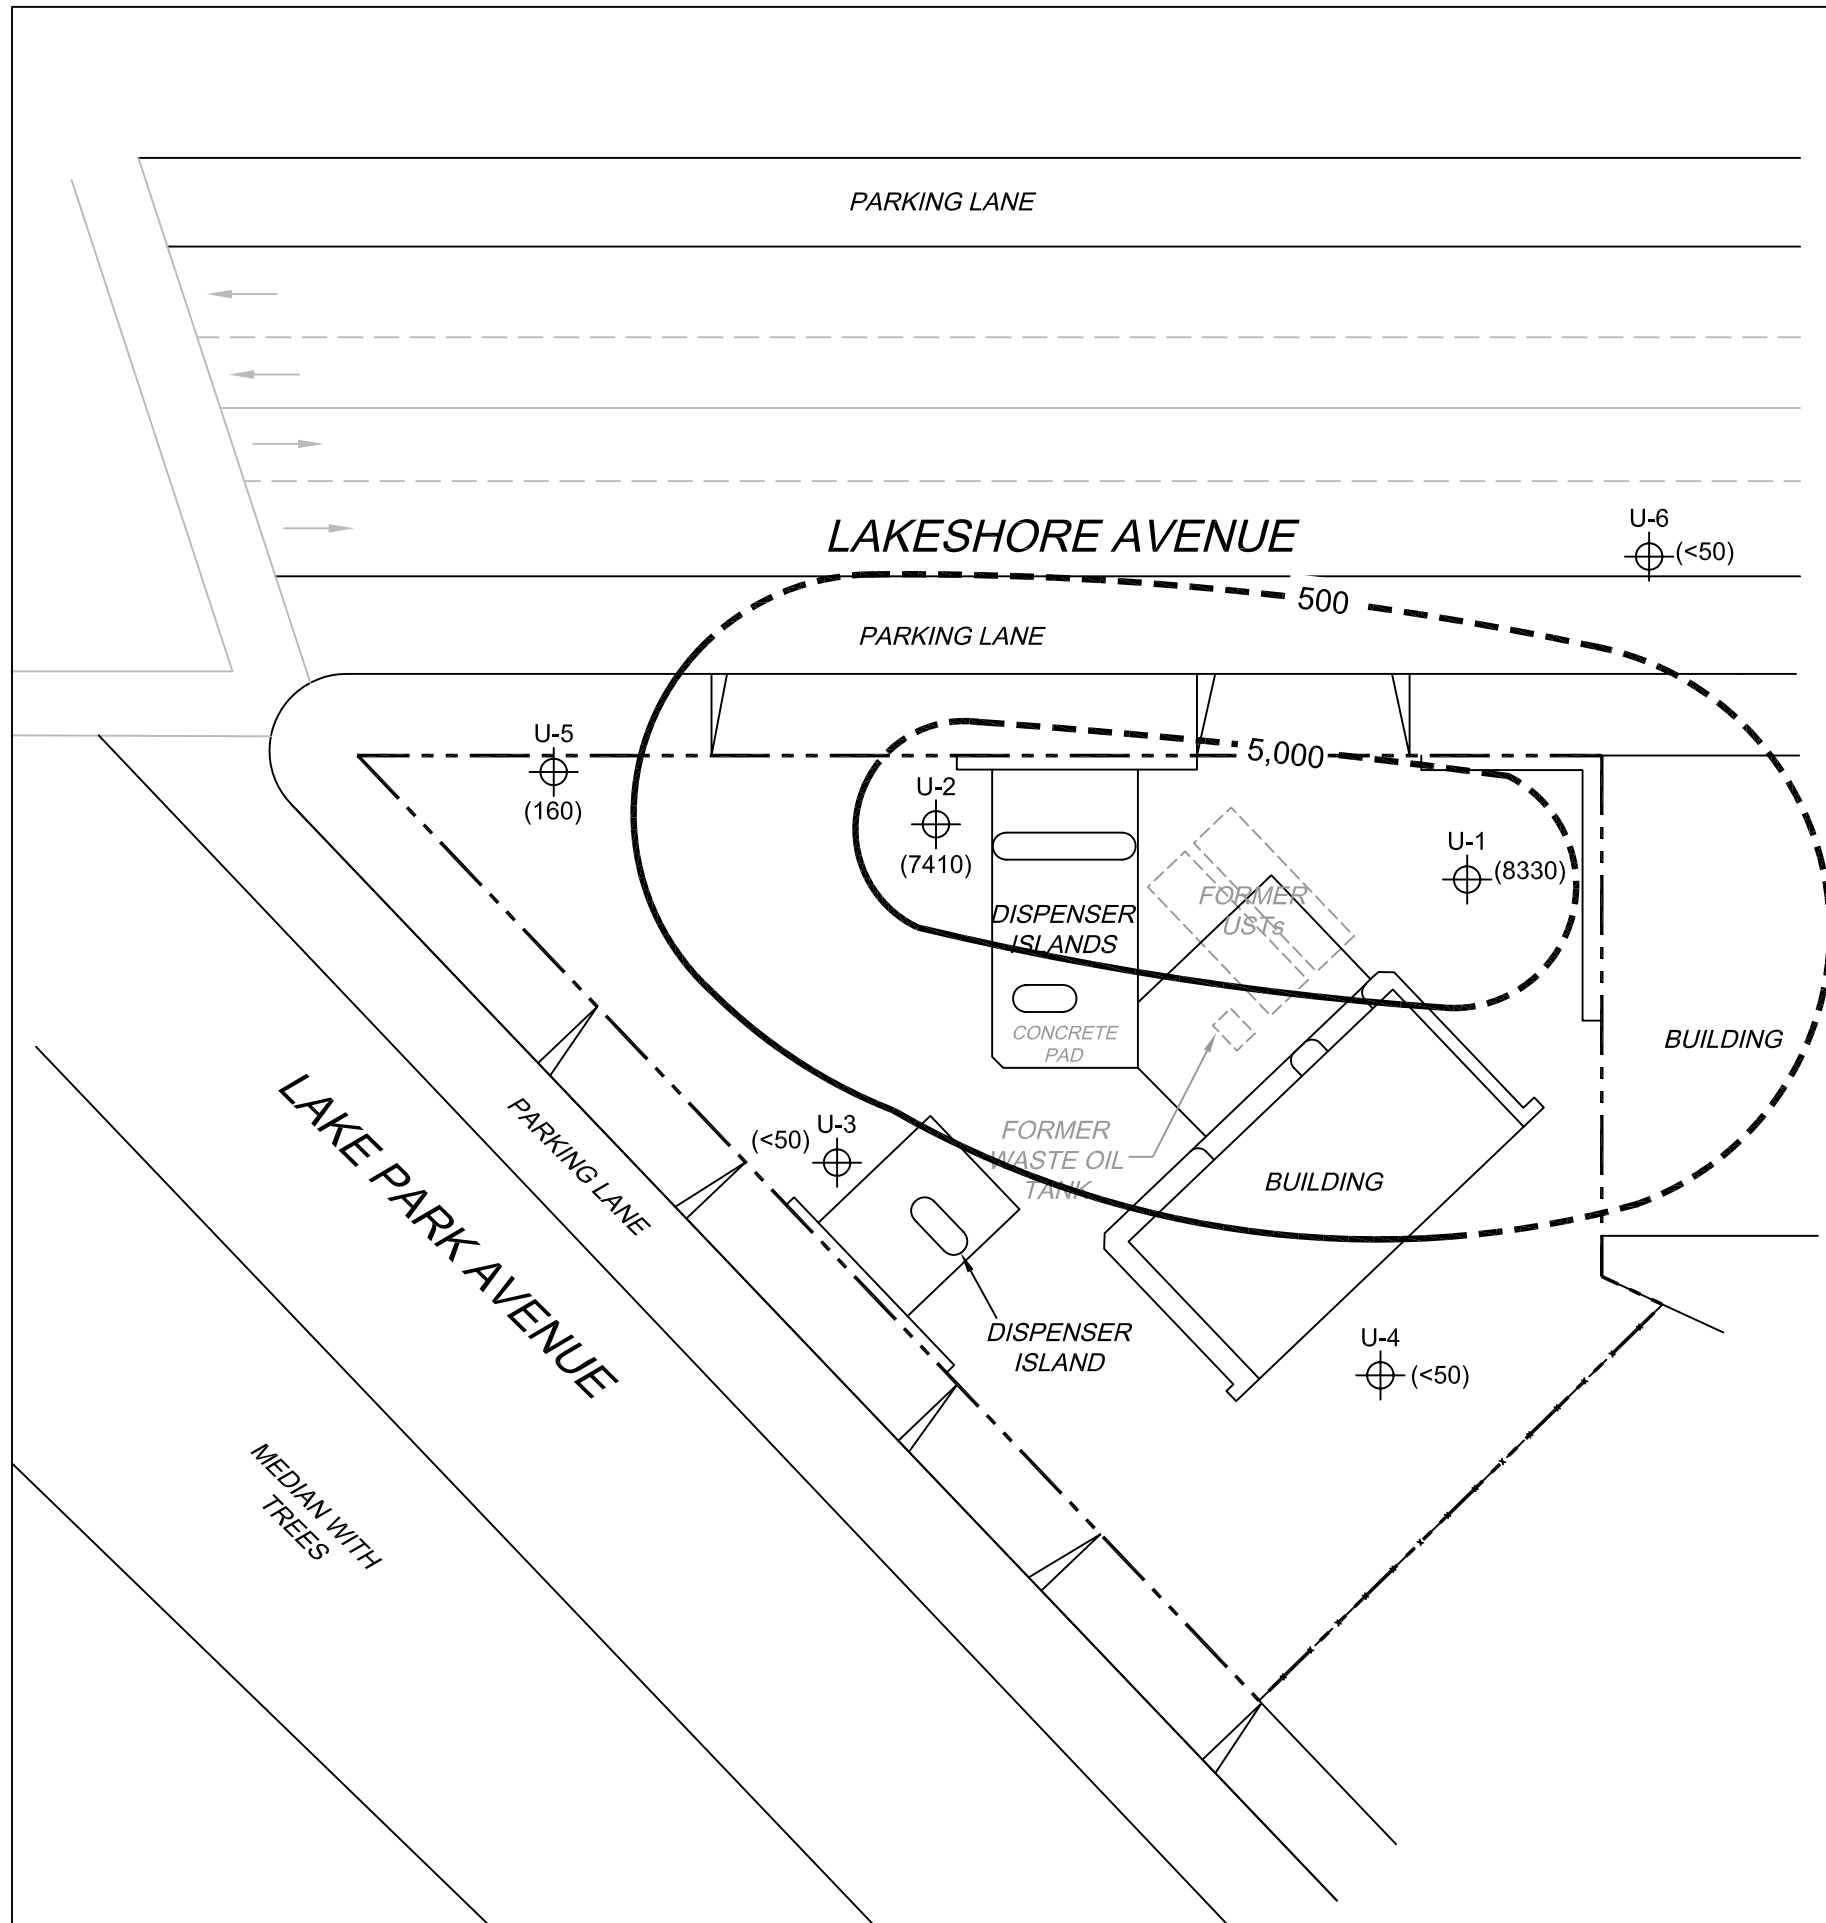 PARKING LANE
LAKESHORE AVENUE
U-6
(<50)
500
PARKING LANE
U-5
(160)
5,000
U-2
(7410)
U-1
(8330)
FORMER
USTs
DISPENSER
ISLANDS
CONCRETE
PAD
BUILDING
LAKE PARK AVENUE
PARKING LANE
(<50)
U-3
FORMER
WASTE OIL
TANK
BUILDING
DISPENSER
ISLAND
U-4
(<50)
MEDIAN WITH
TREES